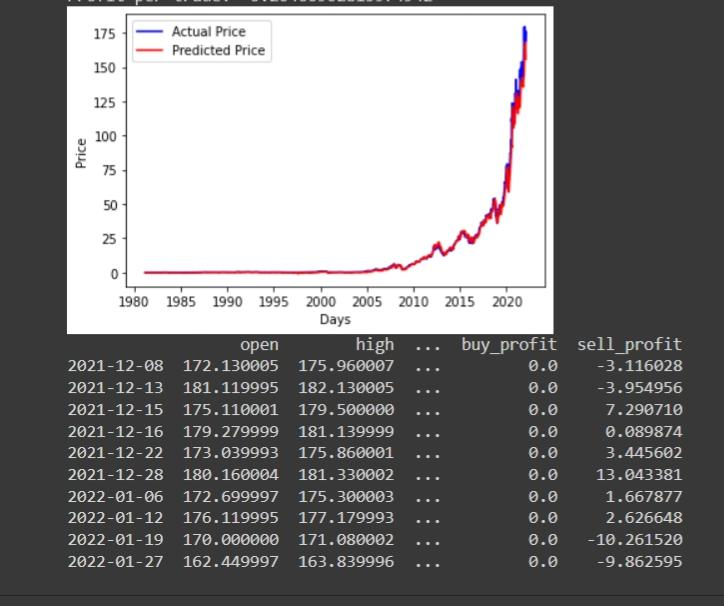 175
Actual Price
Predicted Price
150
125
100
75
50
25
0
Price
1980 1985 1990 1995 2000 2005 2010 2015 2020
Days
open high ... buy_profit sell_profit
2021-12-08 172.130005 175.960007 ... 0.0 -3.116028
2021-12-13 181.119995 182.130005 ... 0.0 -3.954956
2021-12-15 175.110001 179.500000 ... 0.0 7.290710
2021-12-16 179.279999 181.139999 ... 0.0 0.089874
2021-12-22 173.039993 175.860001 ... 0.0 3.445602
2021-12-28 180.160004 181.330002 ... 0.0 13.043381
2022-01-06 172.699997 175.300003 ... 0.0 1.667877
2022-01-12 176.119995 177.179993 ... 0.0 2.626648
2022-01-19 170.000000 171.080002 ... 0.0 -10.261520
2022-01-27 162.449997 163.839996 ... 0.0 -9.862595